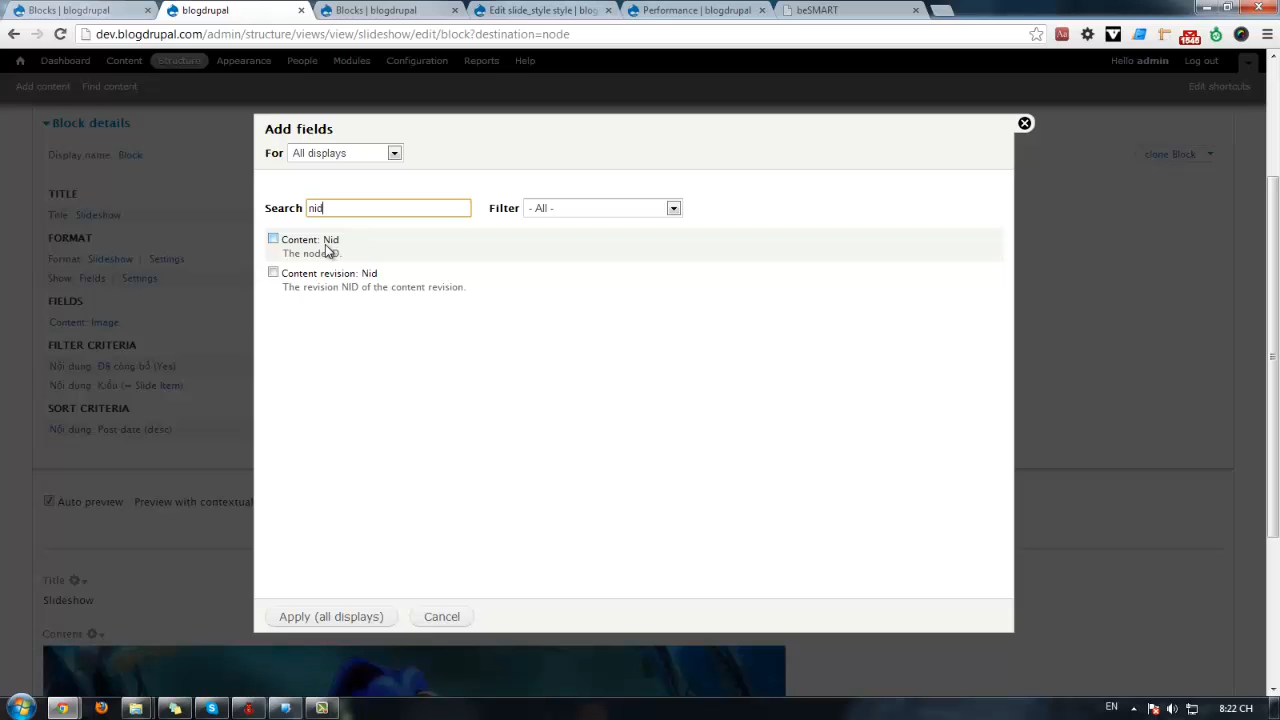 Blocks | blogdrupal
blogdrupal
Blocks | blogdrupal
Edit slide_style style | blog
Performance | blogdrupal
beSMART
dev.blogdrupal.com/admin/structure/views/view/slideshow/edit/block?destination=node
1545
Dashboard Content Structure Appearance People Modules Configuration Reports Help
Hello admin Log out
Add content Find content
Edit shortcuts
Block details
Display name: Block
clone Block
TITLE
Title: Slideshow
FORMAT
Format: Slideshow | Settings
Show: Fields | Settings
FIELDS
Content: Image
FILTER CRITERIA
Nội dung: Đã công bố (Yes)
Nội dung: Kiểu (= Slide Item)
SORT CRITERIA
Nội dung: Post date (desc)
Add fields
For All displays
Search nid
Filter - All -
Content: Nid
The node ID.
Content revision: Nid
The revision NID of the content revision.
Apply (all displays) Cancel
Auto preview Preview with contextual
Title
Slideshow
Content
EN
8:22 CH